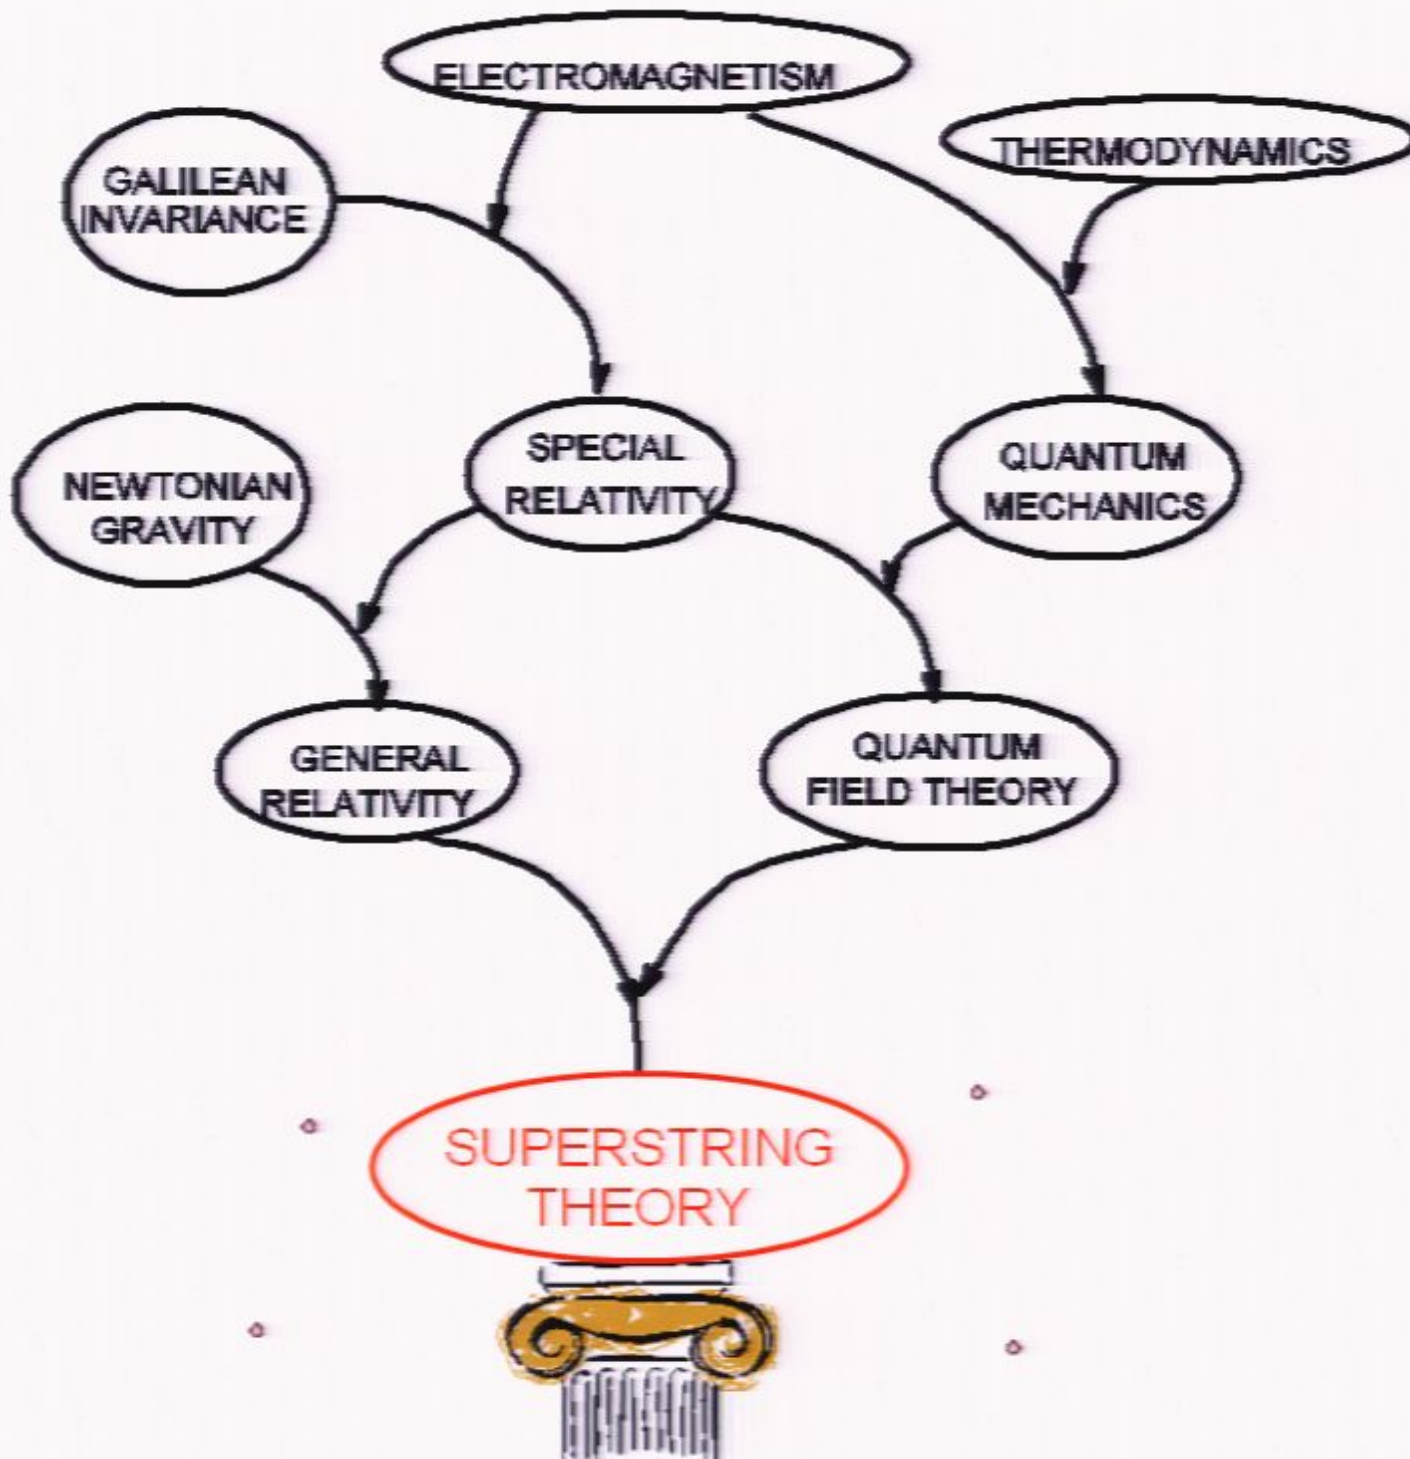 ELECTROMAGNETISM
THERMODYNAMICS
GALILEAN
INVARIANCE
SPECIAL
RELATIVITY
QUANTUM
MECHANICS
NEWTONIAN
GRAVITY
GENERAL
RELATIVITY
QUANTUM
FIELD THEORY
SUPERSTRING
THEORY